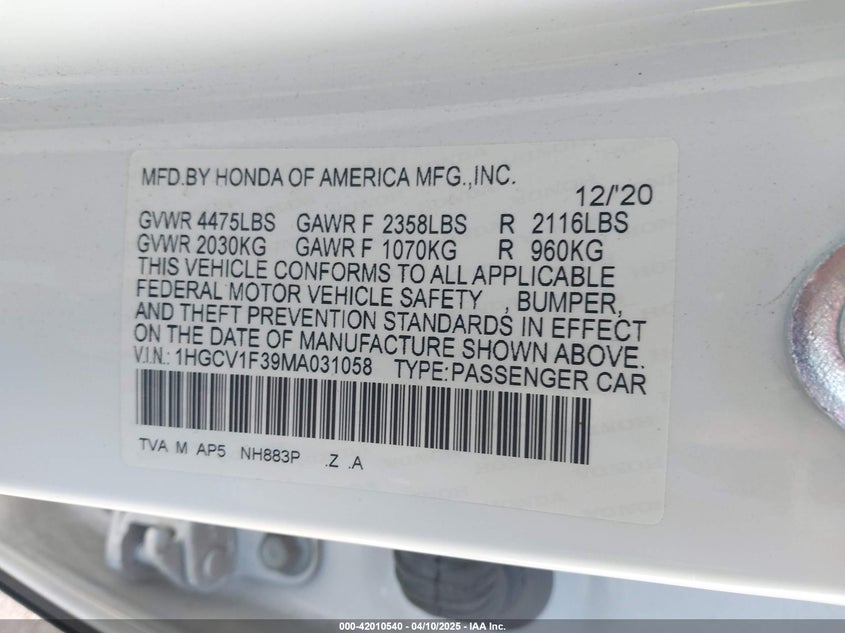 MFD.BY HONDA OF AMERICA MFG.,INC.
12/'20
GVWR 4475LBS GAWR F 2358LBS R 2116LBS
GVWR 2030KG GAWR F 1070KG R 960KG
THIS VEHICLE CONFORMS TO ALL APPLICABLE
FEDERAL MOTOR VEHICLE SAFETY , BUMPER,
AND THEFT PREVENTION STANDARDS IN EFFECT
ON THE DATE OF MANUFACTURE SHOWN ABOVE.
V.I.N.: 1HGCV1F39MA031058 TYPE:PASSENGER CAR
TVA M AP5 NH883P .Z .A
000-42010540 - 04/10/2025 - IAA Inc.